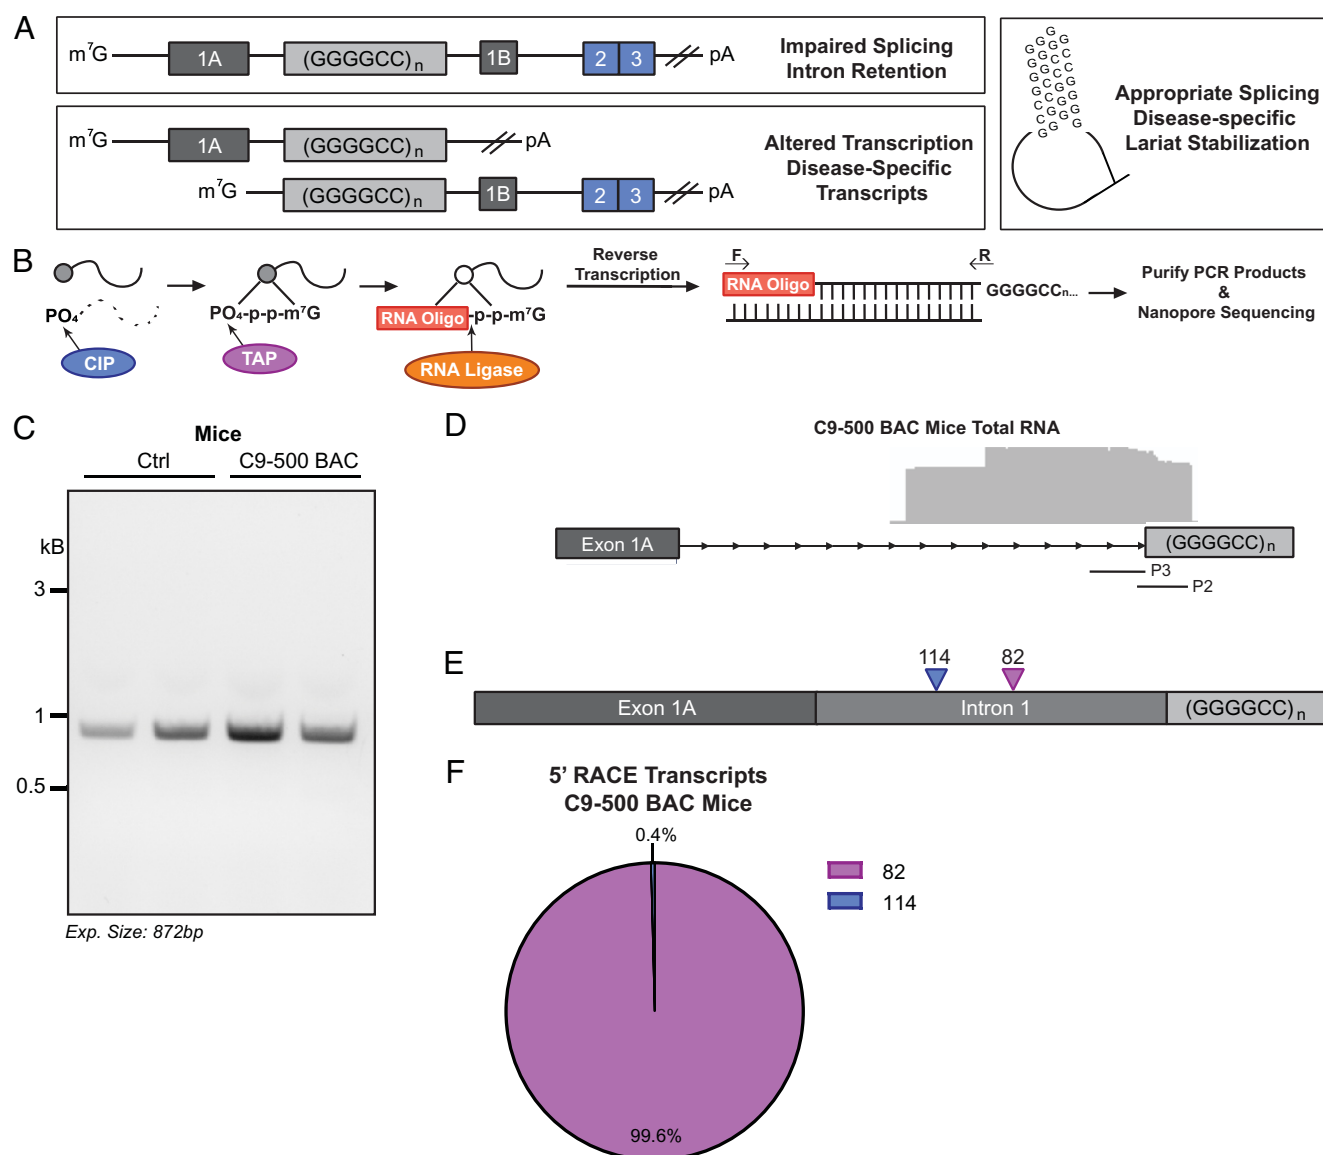 A
m⁷G 1A (GGGGCC)n 1B 2 3 pA
Impaired Splicing
Intron Retention
m⁷G 1A (GGGGCC)n pA
m⁷G (GGGGCC)n 1B 2 3 pA
Altered Transcription
Disease-Specific
Transcripts
Appropriate Splicing
Disease-specific
Lariat Stabilization
B
PO₄
CIP
PO₄-p-p-m⁷G
TAP
RNA Oligo -p-p-m⁷G
RNA Ligase
Reverse
Transcription
F
R
RNA Oligo
GGGGCCn...
Purify PCR Products
&
Nanopore Sequencing
C
Mice
Ctrl C9-500 BAC
kB
3
1
0.5
Exp. Size: 872bp
D
C9-500 BAC Mice Total RNA
Exon 1A (GGGGCC)n
P3
P2
E
114 82
Exon 1A Intron 1 (GGGGCC)n
F
5' RACE Transcripts
C9-500 BAC Mice
0.4%
82
114
99.6%